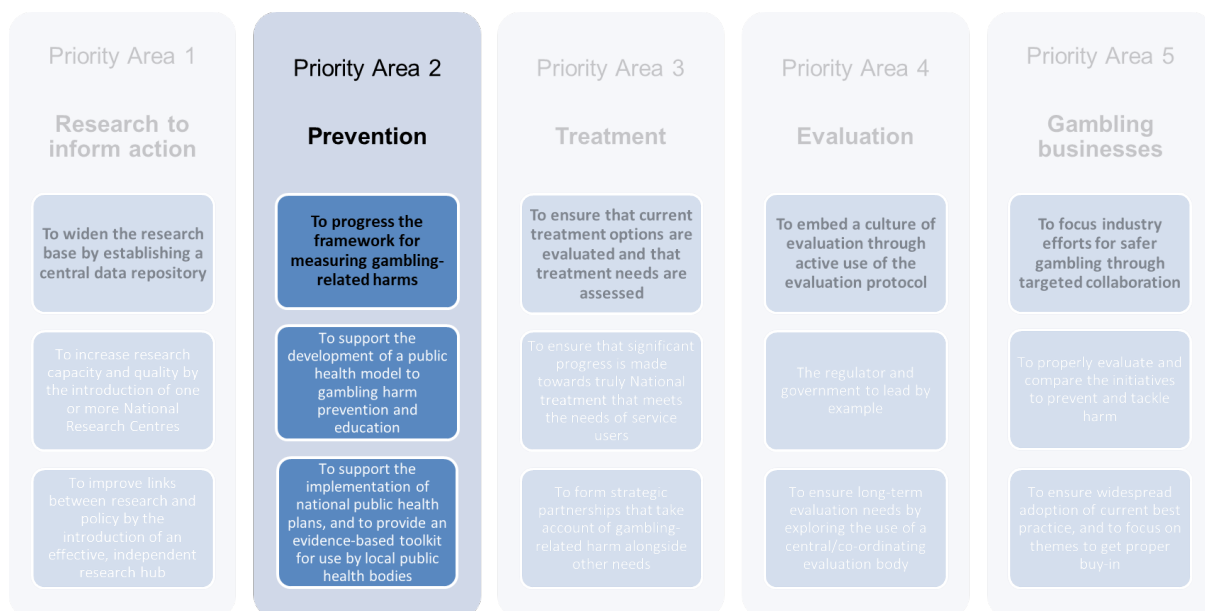 Priority Area 1
Research to
inform action
To widen the research
base by establishing a
central data repository
To increase research
capacity and quality by
the introduction of one
or more National
Research Centres
To improve links
between research and
policy by the
introduction of an
effective, independent
research hub
Priority Area 2
Prevention
To progress the
framework for
measuring gambling-
related harms
To support the
development of a public
health model to
gambling harm
prevention and
education
To support the
implementation of
national public health
plans, and to provide an
evidence-based toolkit
for use by local public
health bodies
Priority Area 3
Treatment
To ensure that current
treatment options are
evaluated and that
treatment needs are
assessed
To ensure that significant
progress is made
towards truly National
treatment that meets
the needs of service
users
To form strategic
partnerships that take
account of gambling-
related harm alongside
other needs
Priority Area 4
Evaluation
To embed a culture of
evaluation through
active use of the
evaluation protocol
The regulator and
government to lead by
example
To ensure long-term
evaluation needs by
exploring the use of a
central/co-ordinating
evaluation body
Priority Area 5
Gambling
businesses
To focus industry
efforts for safer
gambling through
targeted collaboration
To properly evaluate and
compare the initiatives
to prevent and tackle
harm
To ensure widespread
adoption of current best
practice, and to focus on
themes to get proper
buy-in